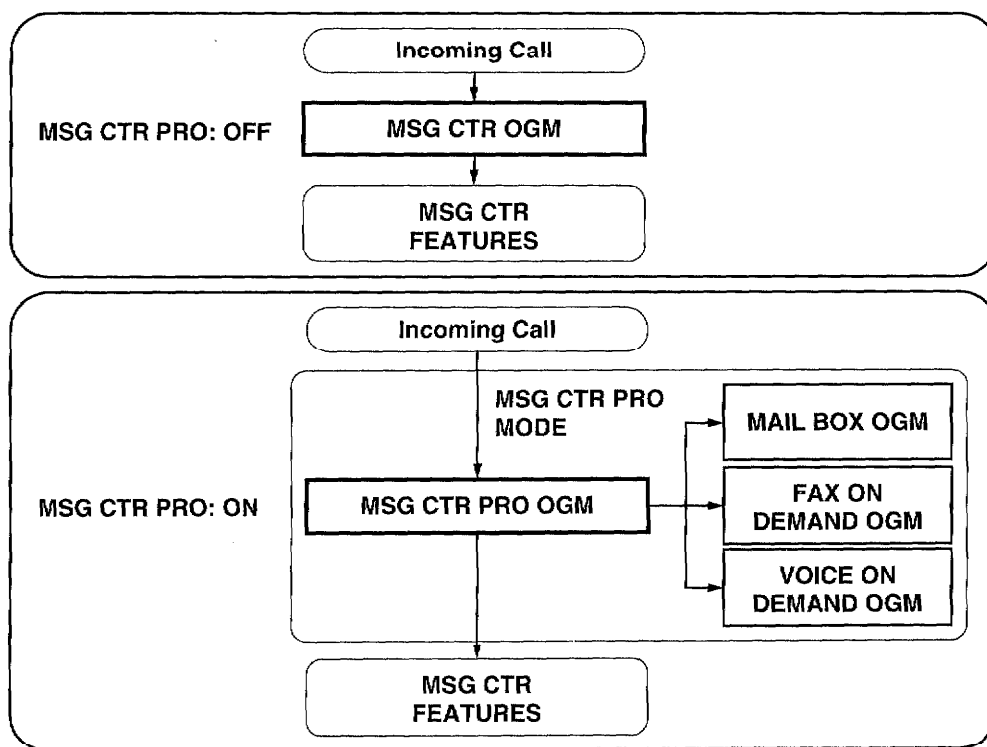 Incoming Call
MSG CTR PRO: OFF
MSG CTR OGM
MSG CTR
FEATURES
Incoming Call
MSG CTR PRO
MODE
MAIL BOX OGM
MSG CTR PRO: ON
MSG CTR PRO OGM
FAX ON
DEMAND OGM
VOICE ON
DEMAND OGM
MSG CTR
FEATURES